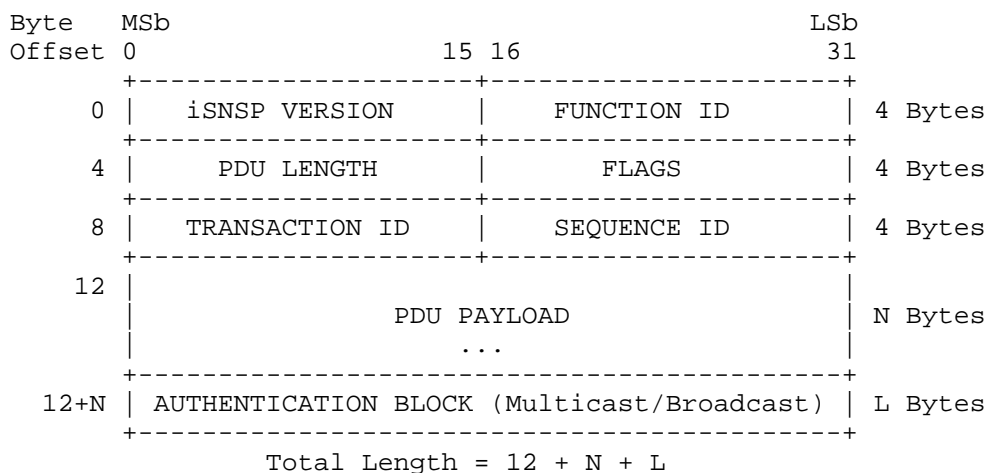 Byte MSb LSb
Offset 0 15 16 31
0 iSNSP VERSION FUNCTION ID 4 Bytes
4 PDU LENGTH FLAGS 4 Bytes
8 TRANSACTION ID SEQUENCE ID 4 Bytes
12
PDU PAYLOAD N Bytes
...
12+N AUTHENTICATION BLOCK (Multicast/Broadcast) L Bytes
Total Length = 12 + N + L